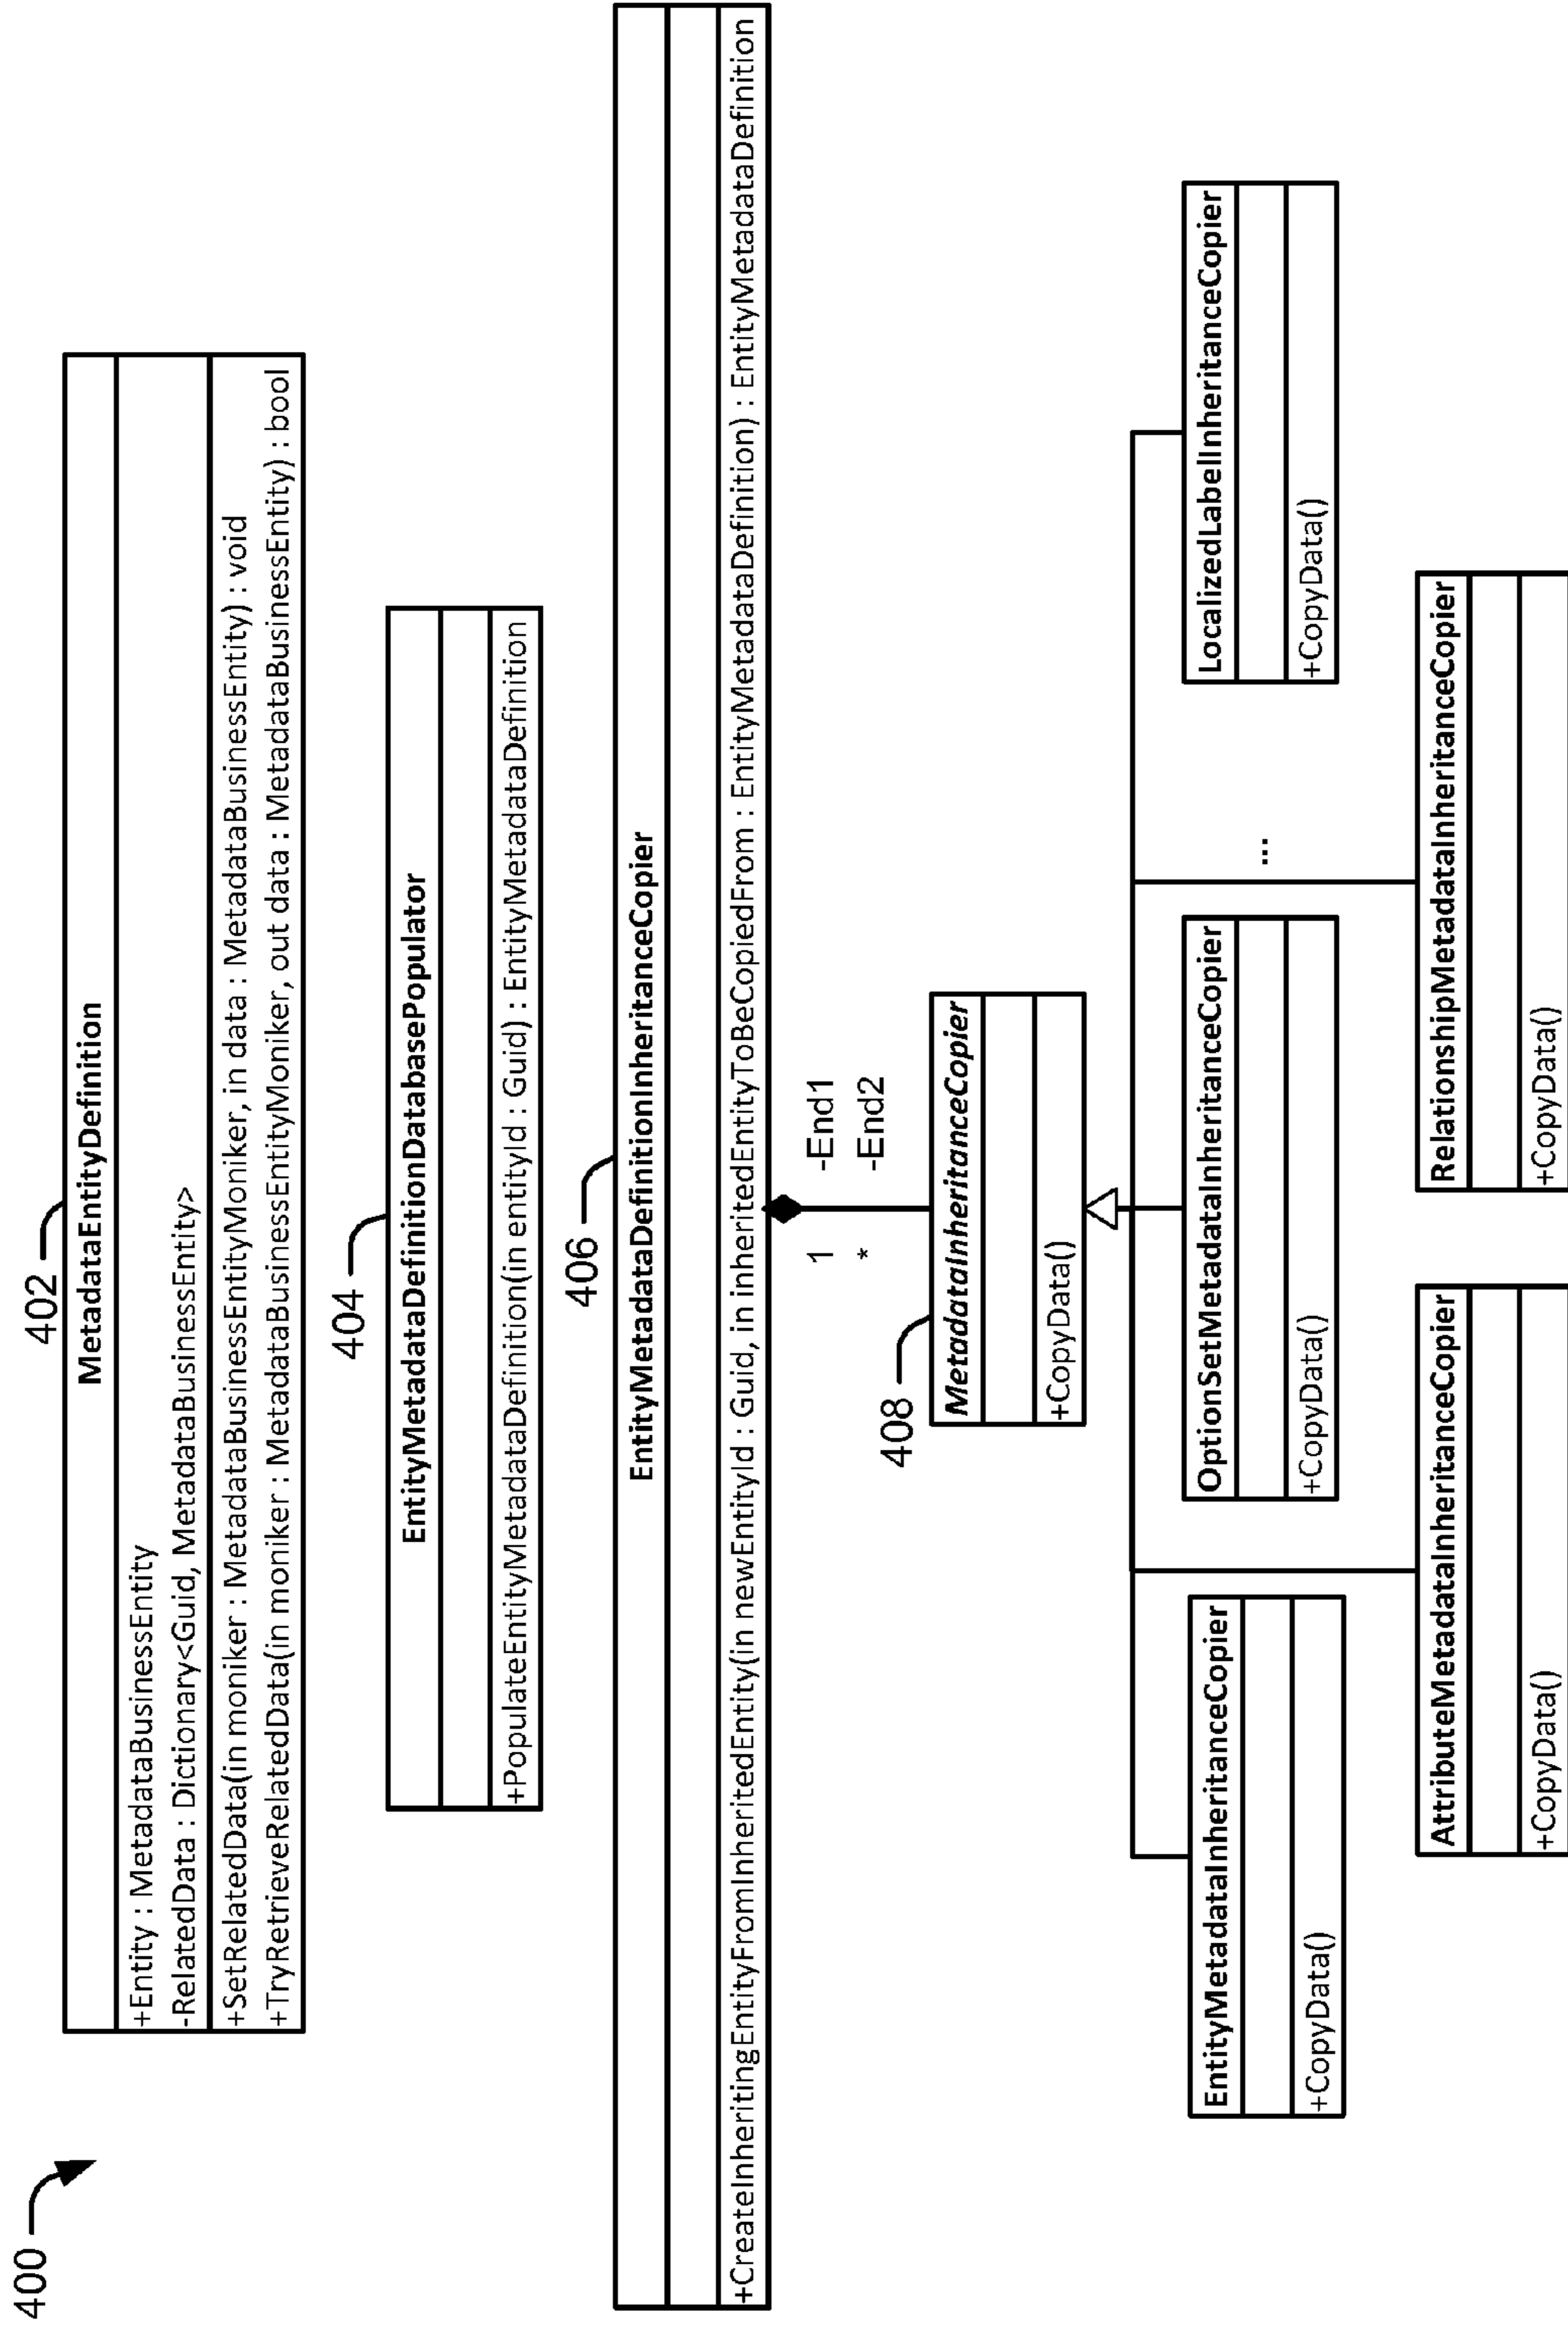 400
402
MetadataEntityDefinition
+Entity : MetadataBusinessEntity
-RelatedData : Dictionary<Guid, MetadataBusinessEntity>
+SetRelatedData(in moniker : MetadataBusinessEntityMoniker, in data : MetadataBusinessEntity) : void
+TryRetrieveRelatedData(in moniker : MetadataBusinessEntityMoniker, out data : MetadataBusinessEntity) : bool
404
EntityMetadataDefinitionDatabasePopulator
+PopulateEntityMetadataDefinition(in entityId : Guid) : EntityMetadataDefinition
406
EntityMetadataDefinitionInheritanceCopier
+CreateInheritingEntityFromInheritedEntity(in newEntityId : Guid, in inheritedEntityToBeCopiedFrom : EntityMetadataDefinition) : EntityMetadataDefinition
1 -End1
* -End2
408
MetadataInheritanceCopier
+CopyData()
EntityMetadataInheritanceCopier
+CopyData()
OptionSetMetadataInheritanceCopier
+CopyData()
...
LocalizedLabelInheritanceCopier
+CopyData()
AttributeMetadataInheritanceCopier
+CopyData()
RelationshipMetadataInheritanceCopier
+CopyData()